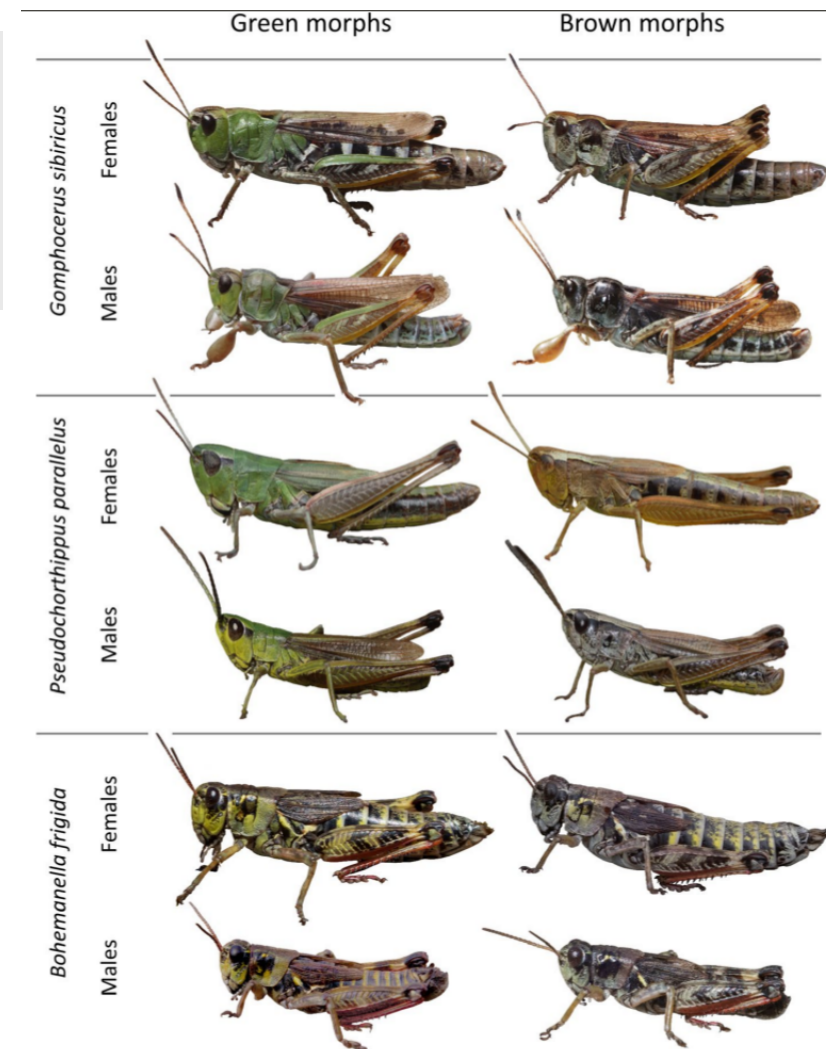 Green morphs
Brown morphs
Gomphocerus sibiricus
Females
Males
Pseudochorthippus parallelus
Females
Males
Bohemanella frigida
Females
Males